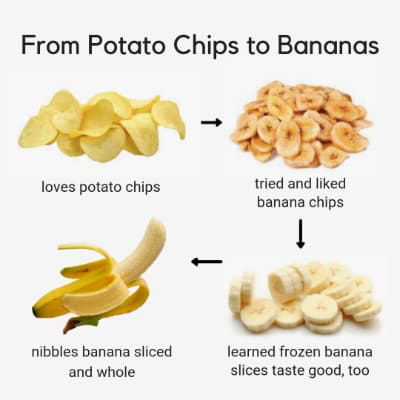 From Potato Chips to Bananas
loves potato chips
tried and liked
banana chips
nibbles banana sliced
and whole
learned frozen banana
slices taste good, too